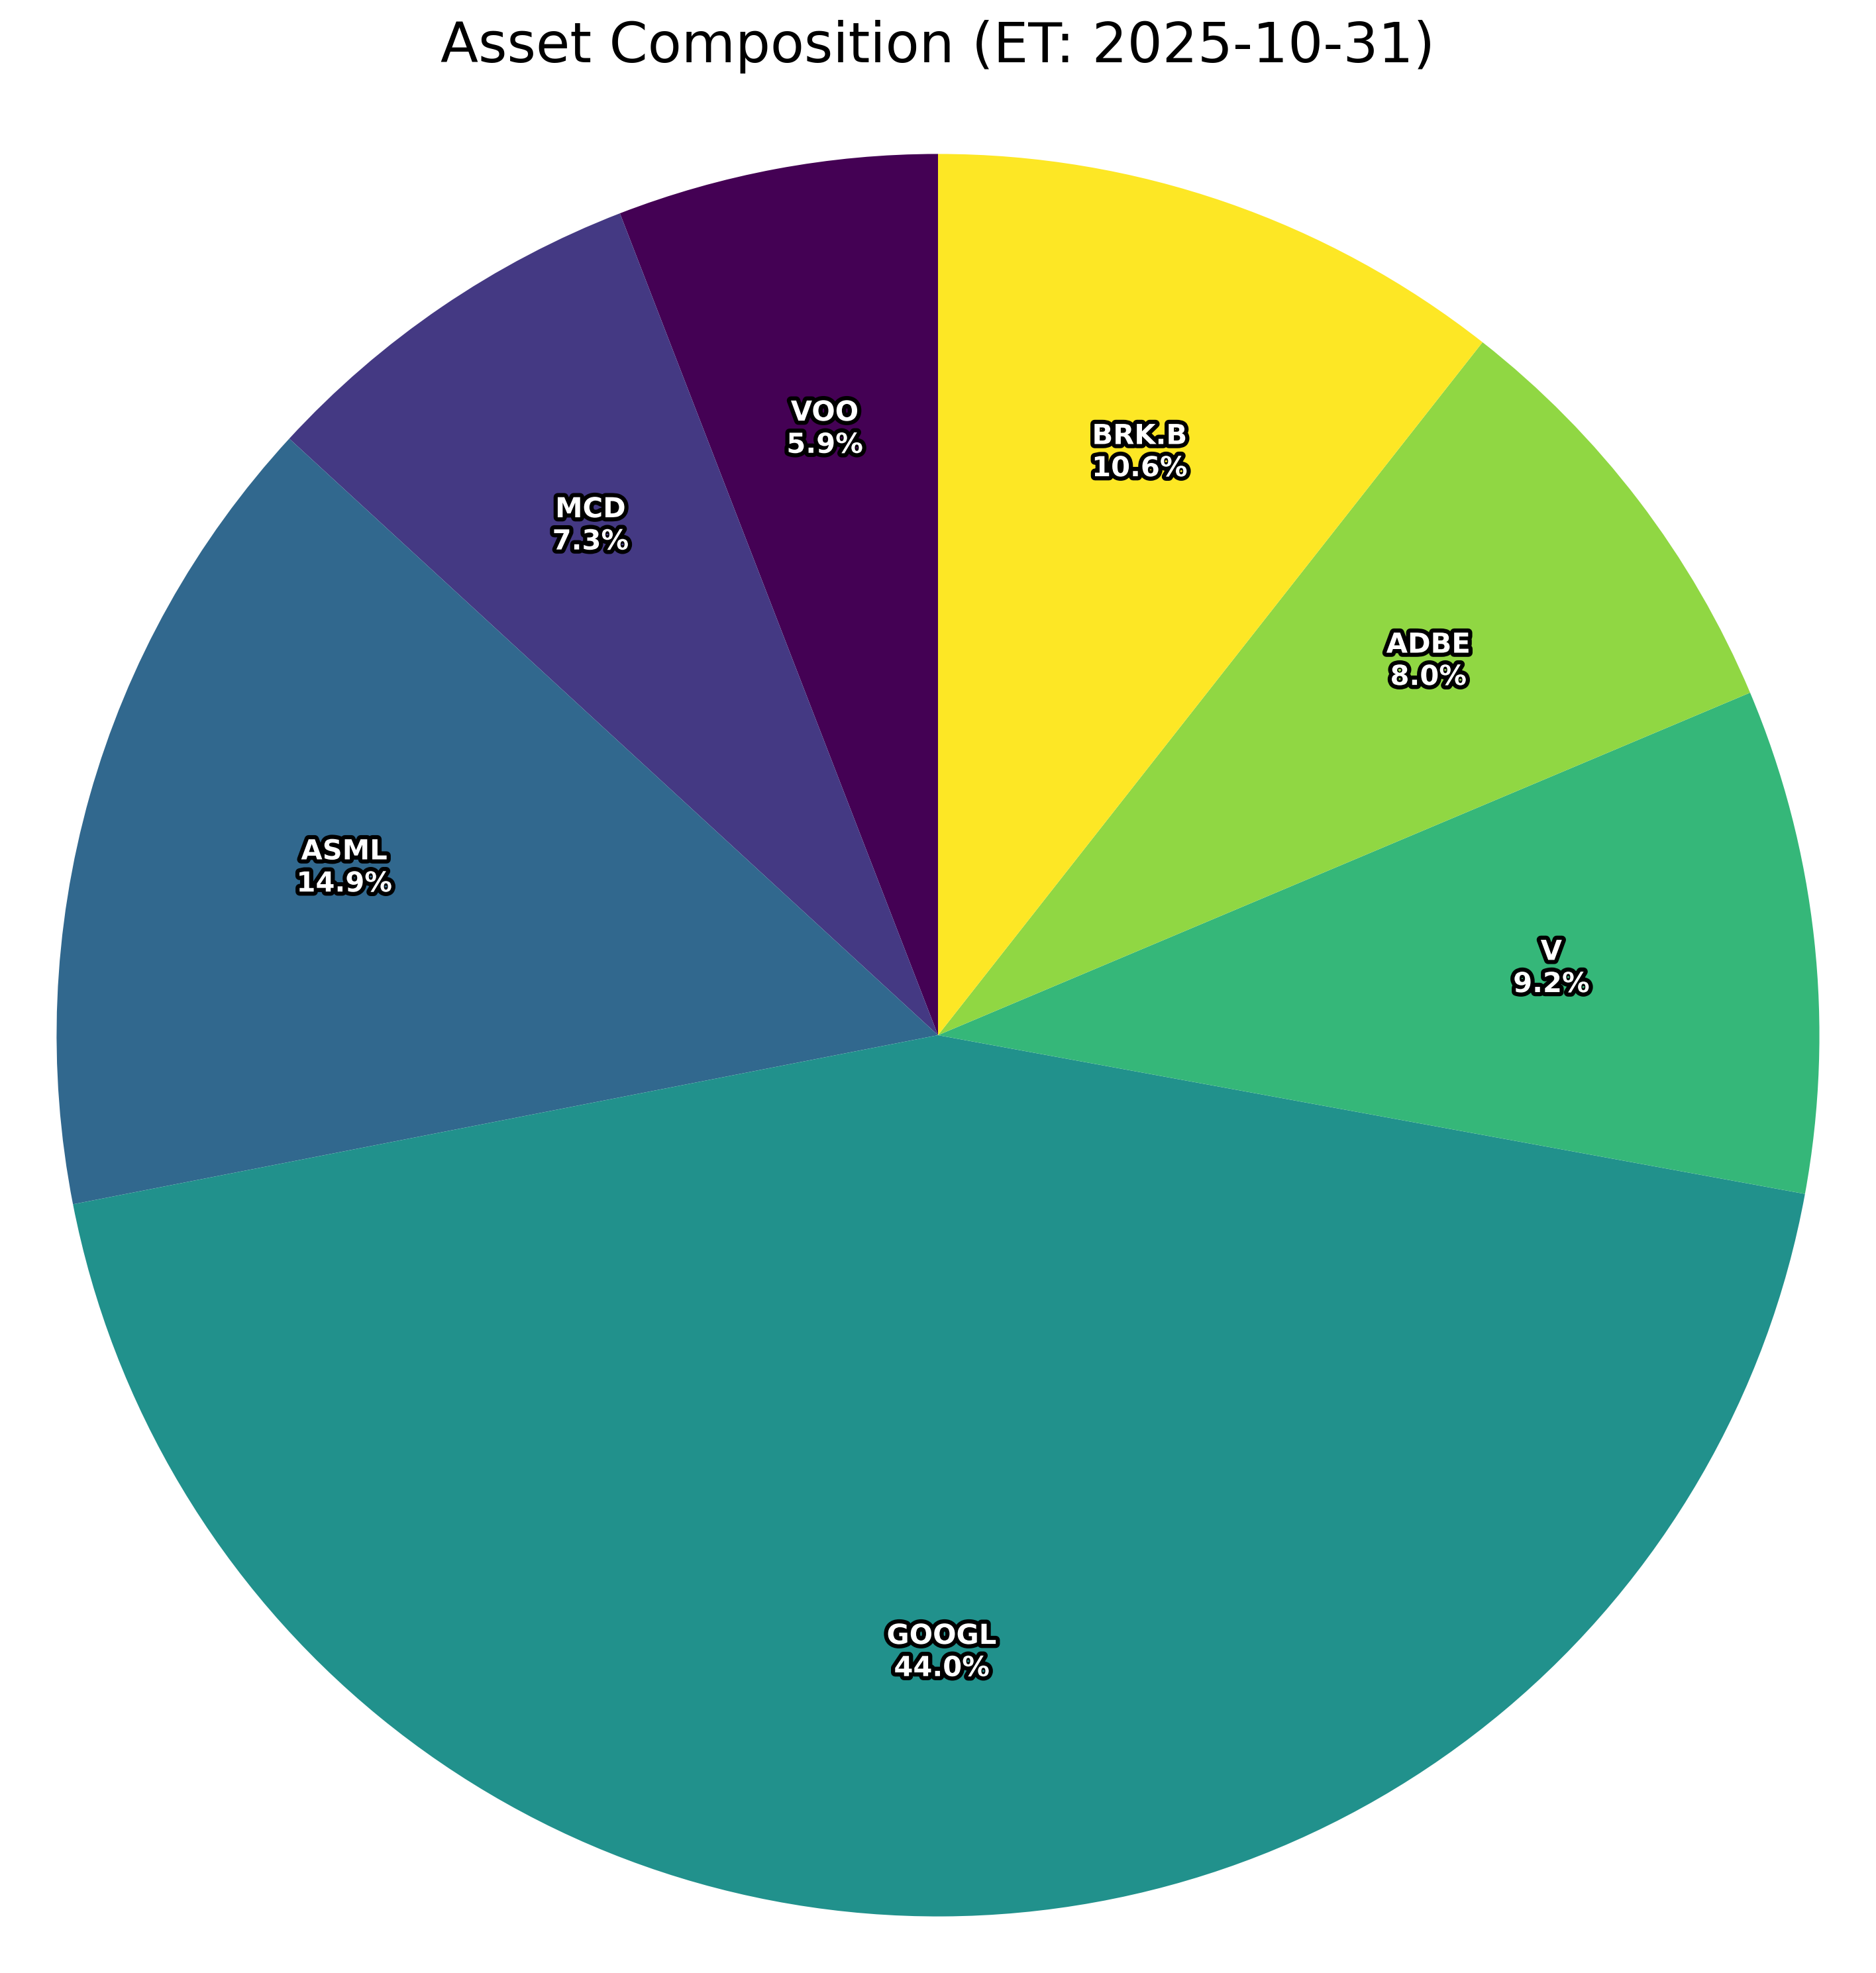 Asset Composition (ET: 2025-10-31)
VOO
5.9%
BRK.B
10.6%
MCD
7.3%
ADBE
8.0%
ASML
14.9%
V
9.2%
GOOGL
44.0%